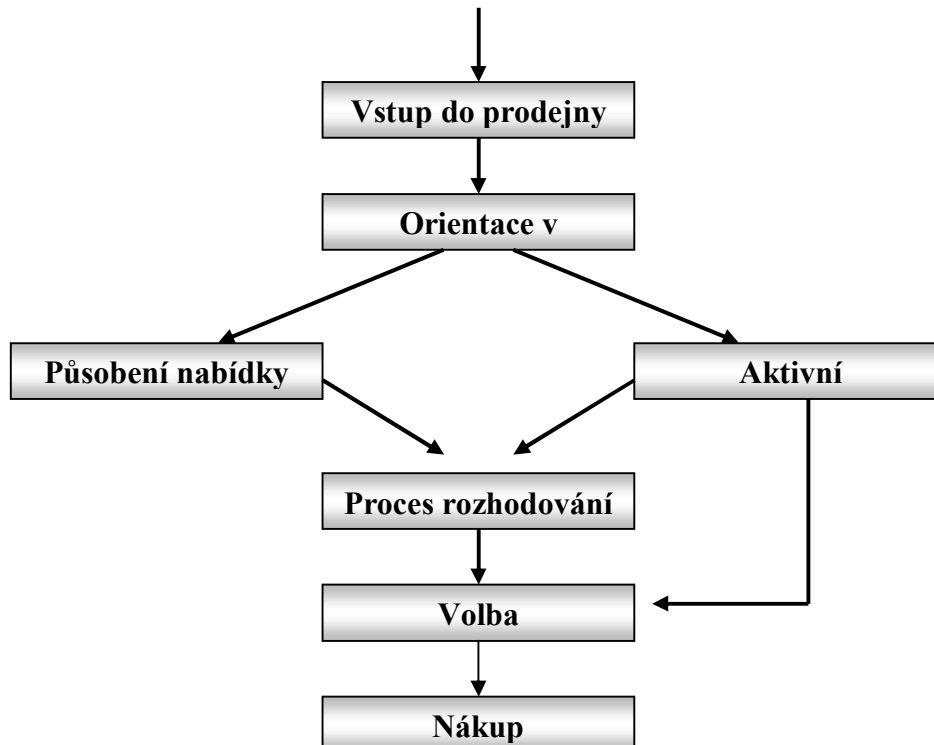 Vstup do prodejny
Orientace v
Působení nabídky
Aktivní
Proces rozhodování
Volba
Nákup